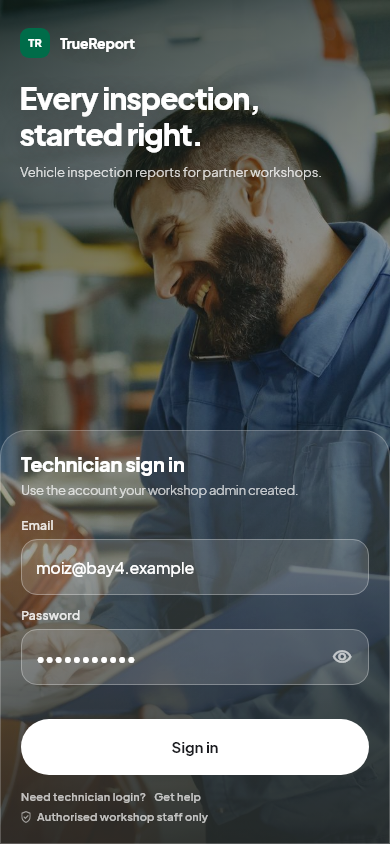 TR TrueReport
Every inspection,
started right.
Vehicle inspection reports for partner workshops.
Technician sign in
Use the account your workshop admin created.
Email
moiz@bay4.example
Password
•••••••••••
Sign in
Need technician login? Get help
Authorised workshop staff only